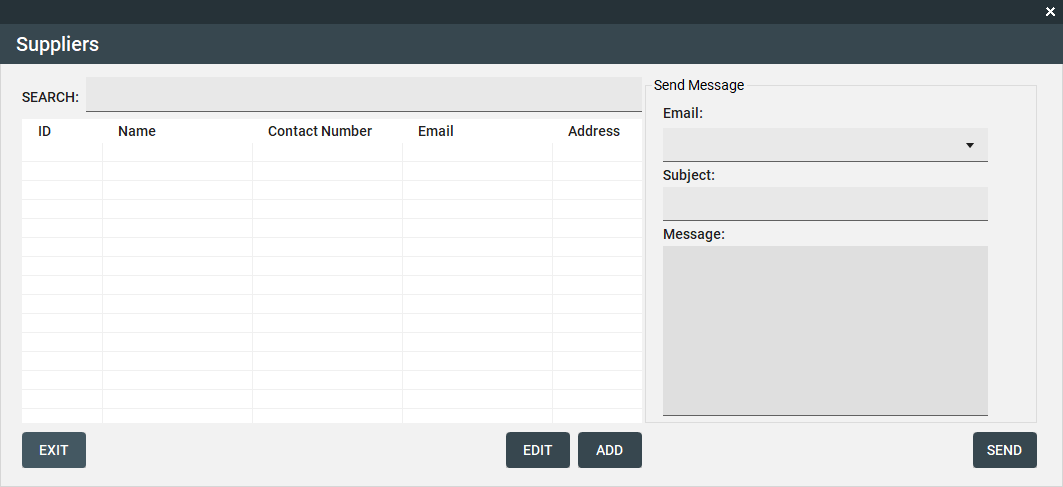 Suppliers
SEARCH:
ID Name Contact Number Email Address
Send Message
Email:
Subject:
Message:
EXIT EDIT ADD SEND